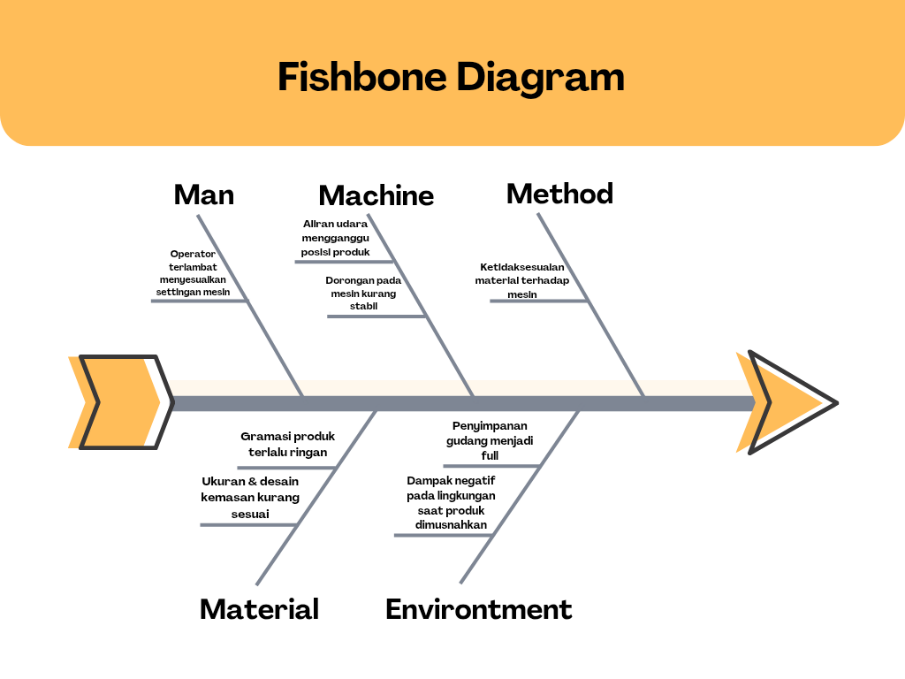 Fishbone Diagram
Man
Machine
Method
Operator
terlambat
menyesuaikan
settingan mesin
Aliran udara
mengganggu
posisi produk
Dorongan pada
mesin kurang
stabil
Ketidaksesuaian
material terhadap
mesin
Gramasi produk
terlalu ringan
Ukuran & desain
kemasan kurang
sesuai
Penyimpanan
gudang menjadi
full
Dampak negatif
pada lingkungan
saat produk
dimusnahkan
Material
Environtment